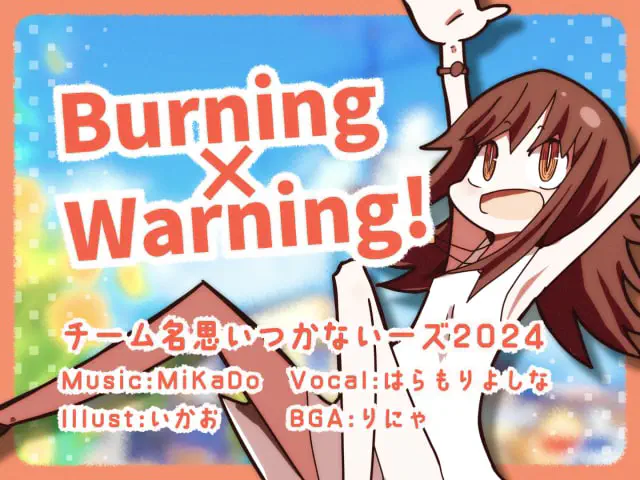 Burning
×
Warning!
チーム名思いつかないーズ2024
Music:MiKaDo Vocal:はらもりよしな
Illust:いかお BGA:りにゃ